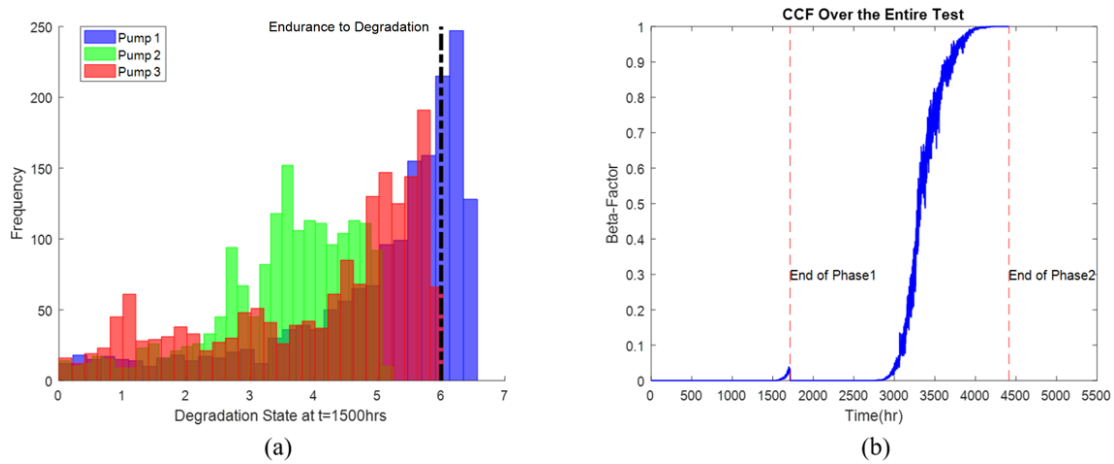 Endurance to Degradation
Pump 1
Pump 2
Pump 3
250
200
150
100
50
0
Frequency
0 1 2 3 4 5 6 7
Degradation State at t=1500hrs
(a)
CCF Over the Entire Test
1
0.9
0.8
0.7
0.6
0.5
0.4
0.3
0.2
0.1
0
Beta-Factor
End of Phase1
End of Phase2
0 500 1000 1500 2000 2500 3000 3500 4000 4500 5000 5500
Time(hr)
(b)